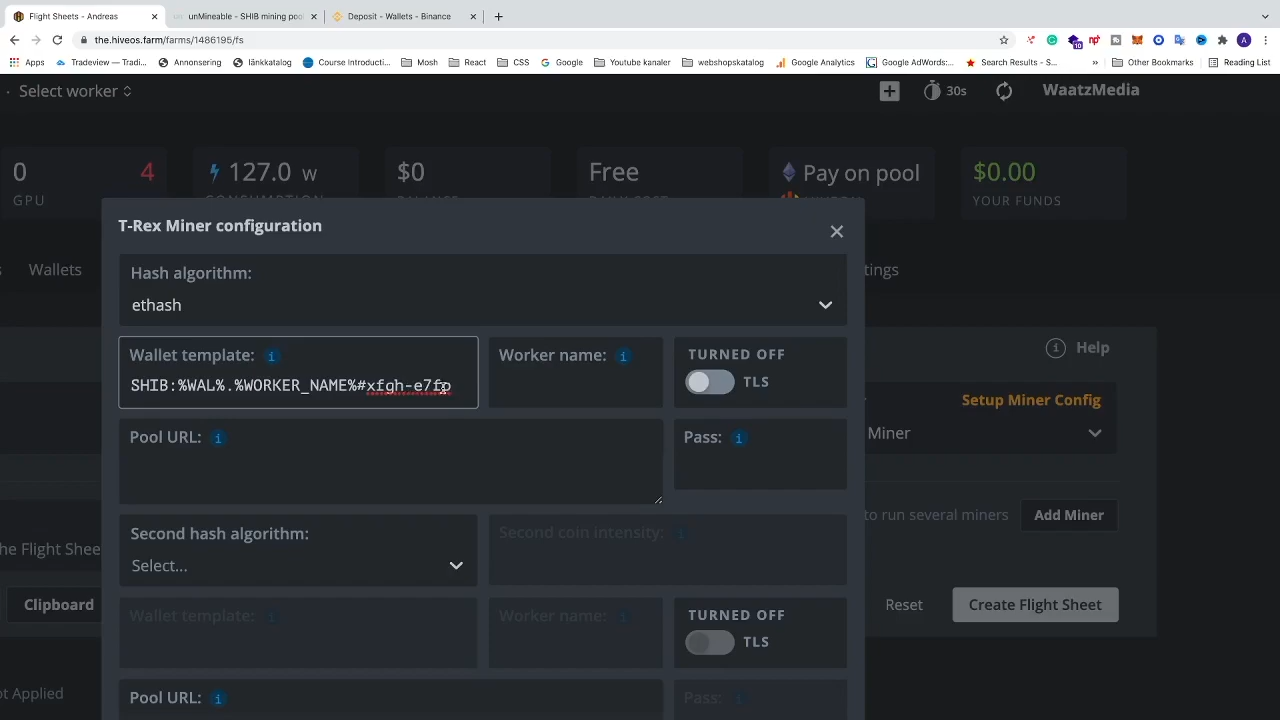 Flight Sheets - Andreas
unMineable - SHIB mining poo
Deposit - Wallets - Binance
the.hiveos.farm/farms/1486195/fs
Apps
Tradeview -- Tradi...
Annonsering
länkkatalog
Course Introducti...
Mosh
React
CSS
Google
Youtube kanaler
webshopskatalog
Google Analytics
Google AdWords:...
Search Results - S...
Other Bookmarks
Reading List
Select worker
30s
WaatzMedia
0 4
GPU
127.0 w
CONSUMPTION
$0
Free
Pay on pool
$0.00
YOUR FUNDS
T-Rex Miner configuration
Wallets
Hash algorithm:
ethash
Wallet template:
SHIB:%WAL%.%WORKER_NAME%#xfgh-e7fp
Worker name:
TURNED OFF
TLS
Help
Setup Miner Config
Miner
Pool URL:
Pass:
to run several miners
Add Miner
Second hash algorithm:
Select...
Second coin intensity:
he Flight Shee
Clipboard
Reset
Create Flight Sheet
Wallet template:
Worker name:
TURNED OFF
TLS
ot Applied
Pool URL:
Pass: